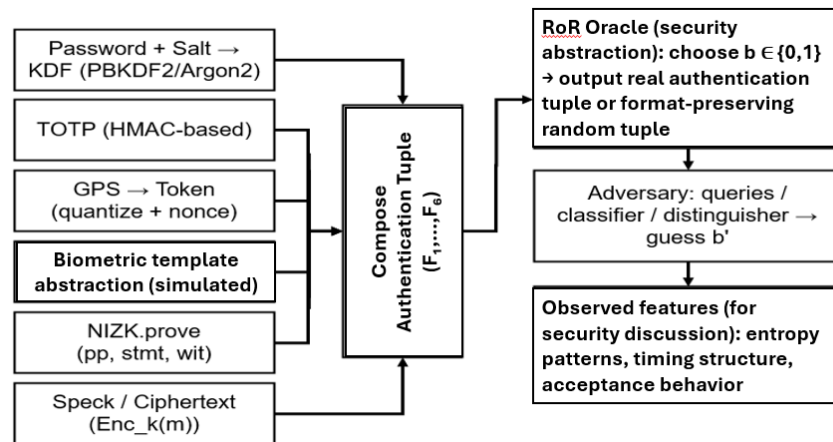 Password + Salt →
KDF (PBKDF2/Argon2)
TOTP (HMAC-based)
GPS → Token
(quantize + nonce)
Biometric template
abstraction (simulated)
NIZK.prove
(pp, stmt, wit)
Speck / Ciphertext
(Enc_k(m))
Compose
Authentication Tuple
(F₁,...,F₆)
RoR Oracle (security
abstraction): choose b ∈ {0,1}
→ output real authentication
tuple or format-preserving
random tuple
Adversary: queries /
classifier / distinguisher →
guess b'
Observed features (for
security discussion): entropy
patterns, timing structure,
acceptance behavior